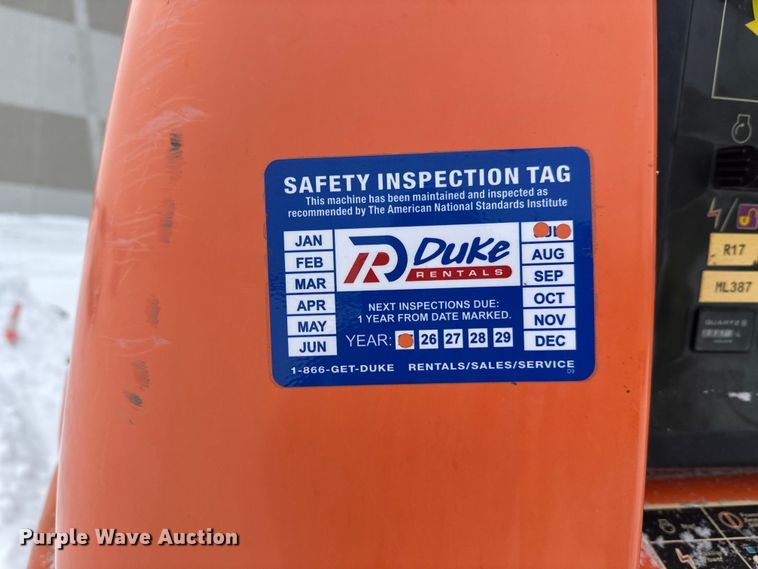 SAFETY INSPECTION TAG
This machine has been maintained and inspected as
recommended by The American National Standards Institute
JAN
FEB
MAR
APR
MAY
JUN
DUKE
RENTALS
JUL
AUG
SEP
OCT
NOV
DEC
NEXT INSPECTIONS DUE:
1 YEAR FROM DATE MARKED.
YEAR: 26 27 28 29
1-866-GET-DUKE RENTALS/SALES/SERVICE
R17
ML387
QUARTZ
Purple Wave Auction